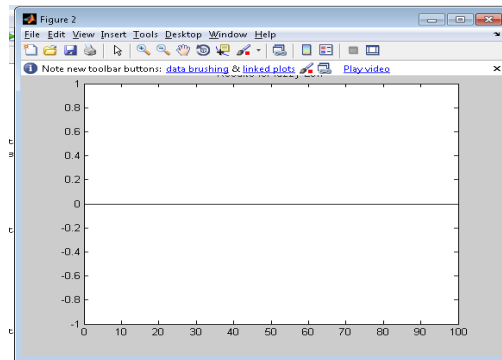 Figure 2
File Edit View Insert Tools Desktop Window Help
Note new toolbar buttons: data brushing & linked plots Play video
1
0.8
0.6
0.4
0.2
0
-0.2
-0.4
-0.6
-0.8
-1
0 10 20 30 40 50 60 70 80 90 100